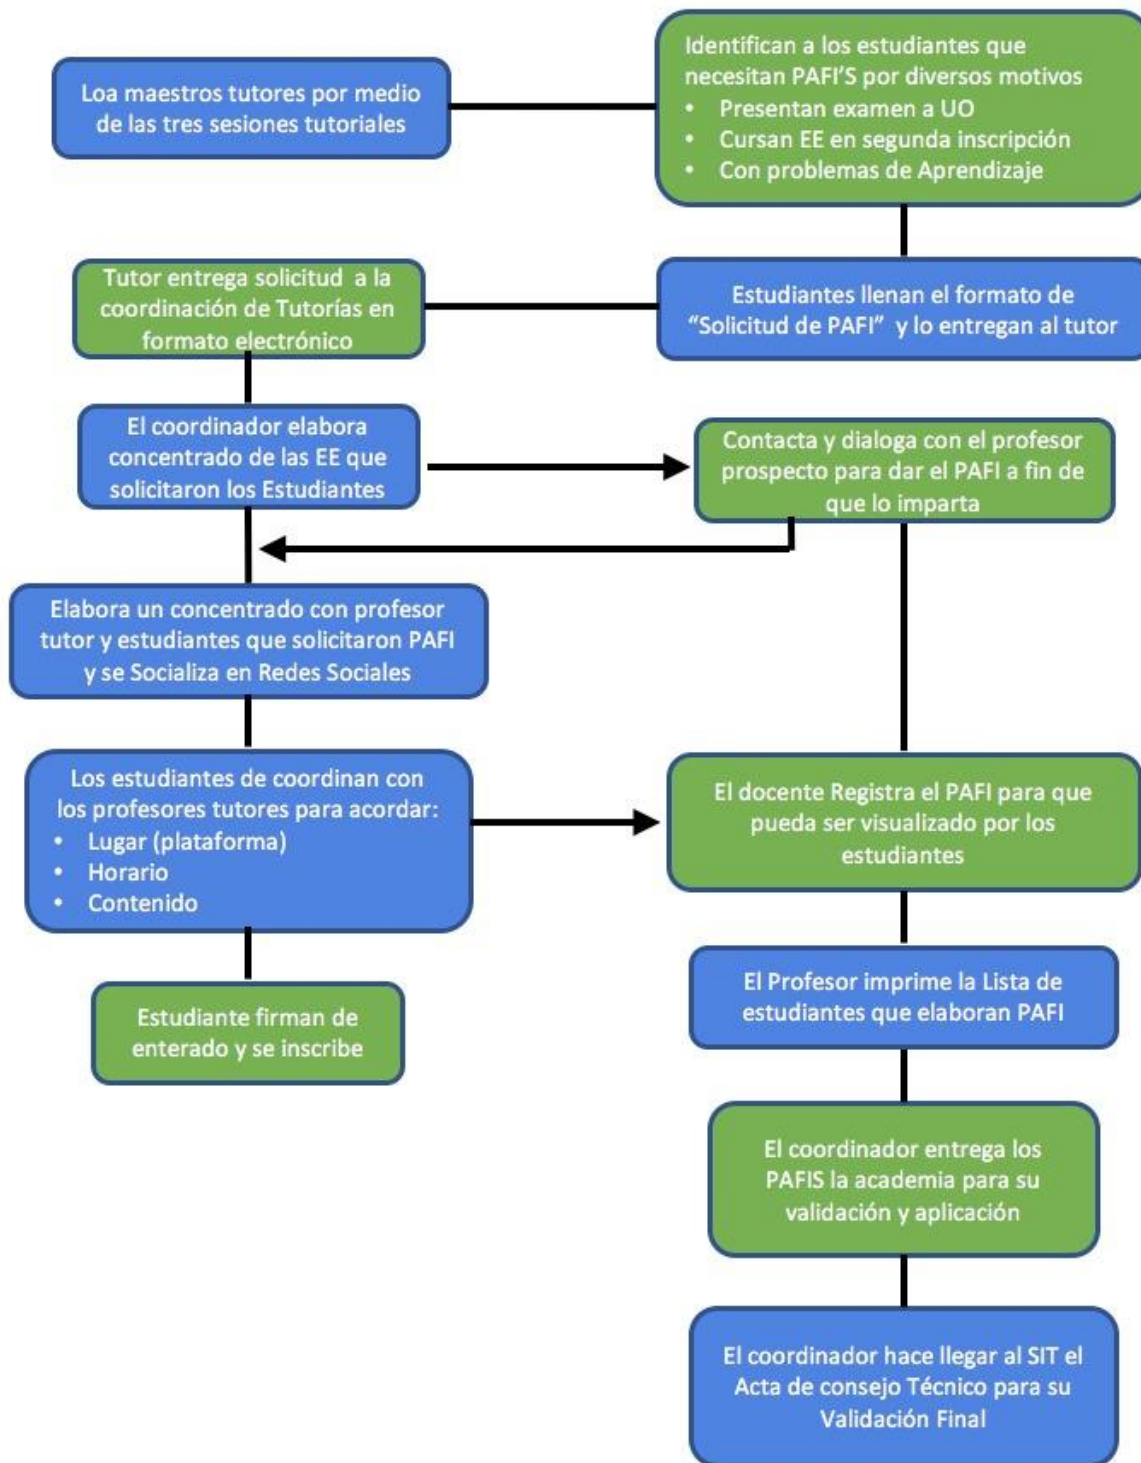 Loa maestros tutores por medio
de las tres sesiones tutoriales
Identifican a los estudiantes que
necesitan PAFI'S por diversos motivos
• Presentan examen a UO
• Cursan EE en segunda inscripción
• Con problemas de Aprendizaje
Estudiantes llenan el formato de
“Solicitud de PAFI” y lo entregan al tutor
Tutor entrega solicitud a la
coordinación de Tutorías en
formato electrónico
El coordinador elabora
concentrado de las EE que
solicitaron los Estudiantes
Contacta y dialoga con el profesor
prospecto para dar el PAFI a fin de
que lo imparta
Elabora un concentrado con profesor
tutor y estudiantes que solicitaron PAFI
y se Socializa en Redes Sociales
Los estudiantes de coordinan con
los profesores tutores para acordar:
• Lugar (plataforma)
• Horario
• Contenido
El docente Registra el PAFI para que
pueda ser visualizado por los
estudiantes
Estudiante firman de
enterado y se inscribe
El Profesor imprime la Lista de
estudiantes que elaboran PAFI
El coordinador entrega los
PAFIS la academia para su
validación y aplicación
El coordinador hace llegar al SIT el
Acta de consejo Técnico para su
Validación Final